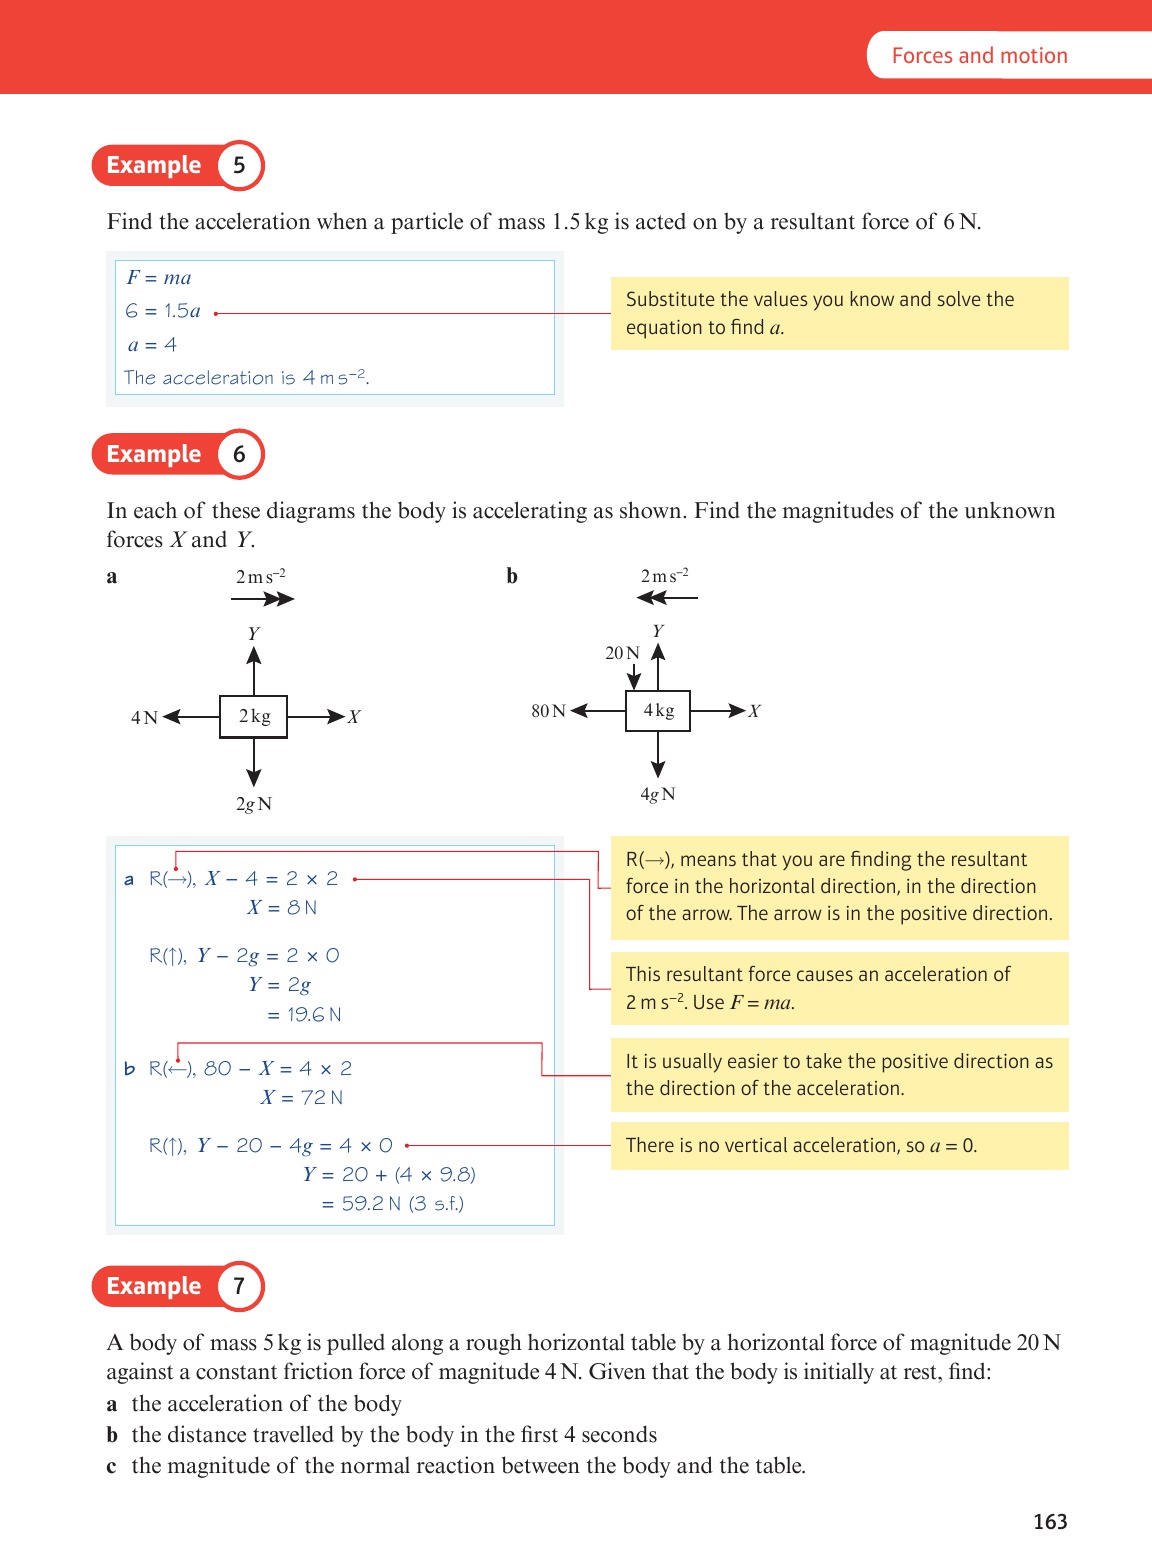 Forces and motion
Example 5
Find the acceleration when a particle of mass 1.5 kg is acted on by a resultant force of 6 N.
F = ma
6 = 1.5a
a = 4
The acceleration is 4 m s⁻².
Substitute the values you know and solve the
equation to find a.
Example 6
In each of these diagrams the body is accelerating as shown. Find the magnitudes of the unknown
forces X and Y.
a
2 m s⁻²
Y
4 N
2 kg
X
2g N
b
2 m s⁻²
Y
20 N
80 N
4 kg
X
4g N
a R(→), X – 4 = 2 × 2
X = 8 N
R(↑), Y – 2g = 2 × 0
Y = 2g
= 19.6 N
b R(←), 80 – X = 4 × 2
X = 72 N
R(↑), Y – 20 – 4g = 4 × 0
Y = 20 + (4 × 9.8)
= 59.2 N (3 s.f.)
R(→), means that you are finding the resultant
force in the horizontal direction, in the direction
of the arrow. The arrow is in the positive direction.
This resultant force causes an acceleration of
2 m s⁻². Use F = ma.
It is usually easier to take the positive direction as
the direction of the acceleration.
There is no vertical acceleration, so a = 0.
Example 7
A body of mass 5 kg is pulled along a rough horizontal table by a horizontal force of magnitude 20 N
against a constant friction force of magnitude 4 N. Given that the body is initially at rest, find:
a the acceleration of the body
b the distance travelled by the body in the first 4 seconds
c the magnitude of the normal reaction between the body and the table.
163